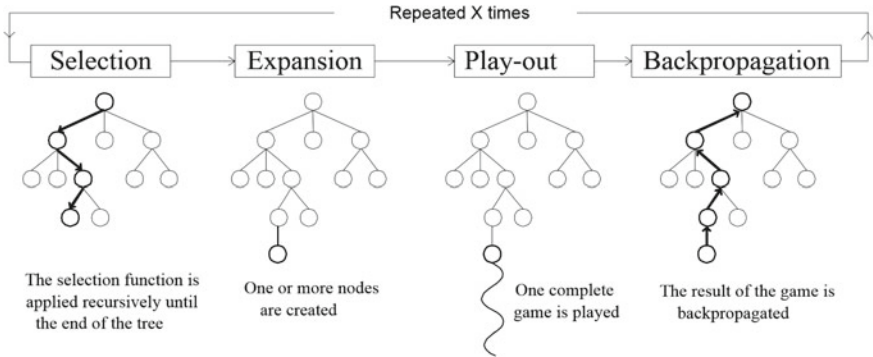 Repeated X times
Selection
Expansion
Play-out
Backpropagation
The selection function is
applied recursively until
the end of the tree
One or more nodes
are created
One complete
game is played
The result of the game is
backpropagated